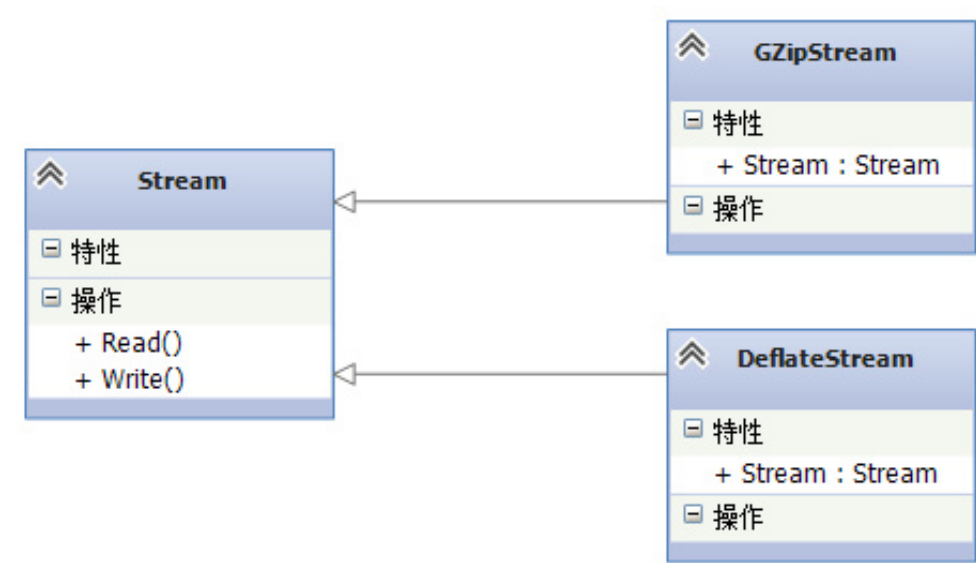 Stream
特性
操作
+ Read()
+ Write()
GZipStream
特性
+ Stream : Stream
操作
DeflateStream
特性
+ Stream : Stream
操作